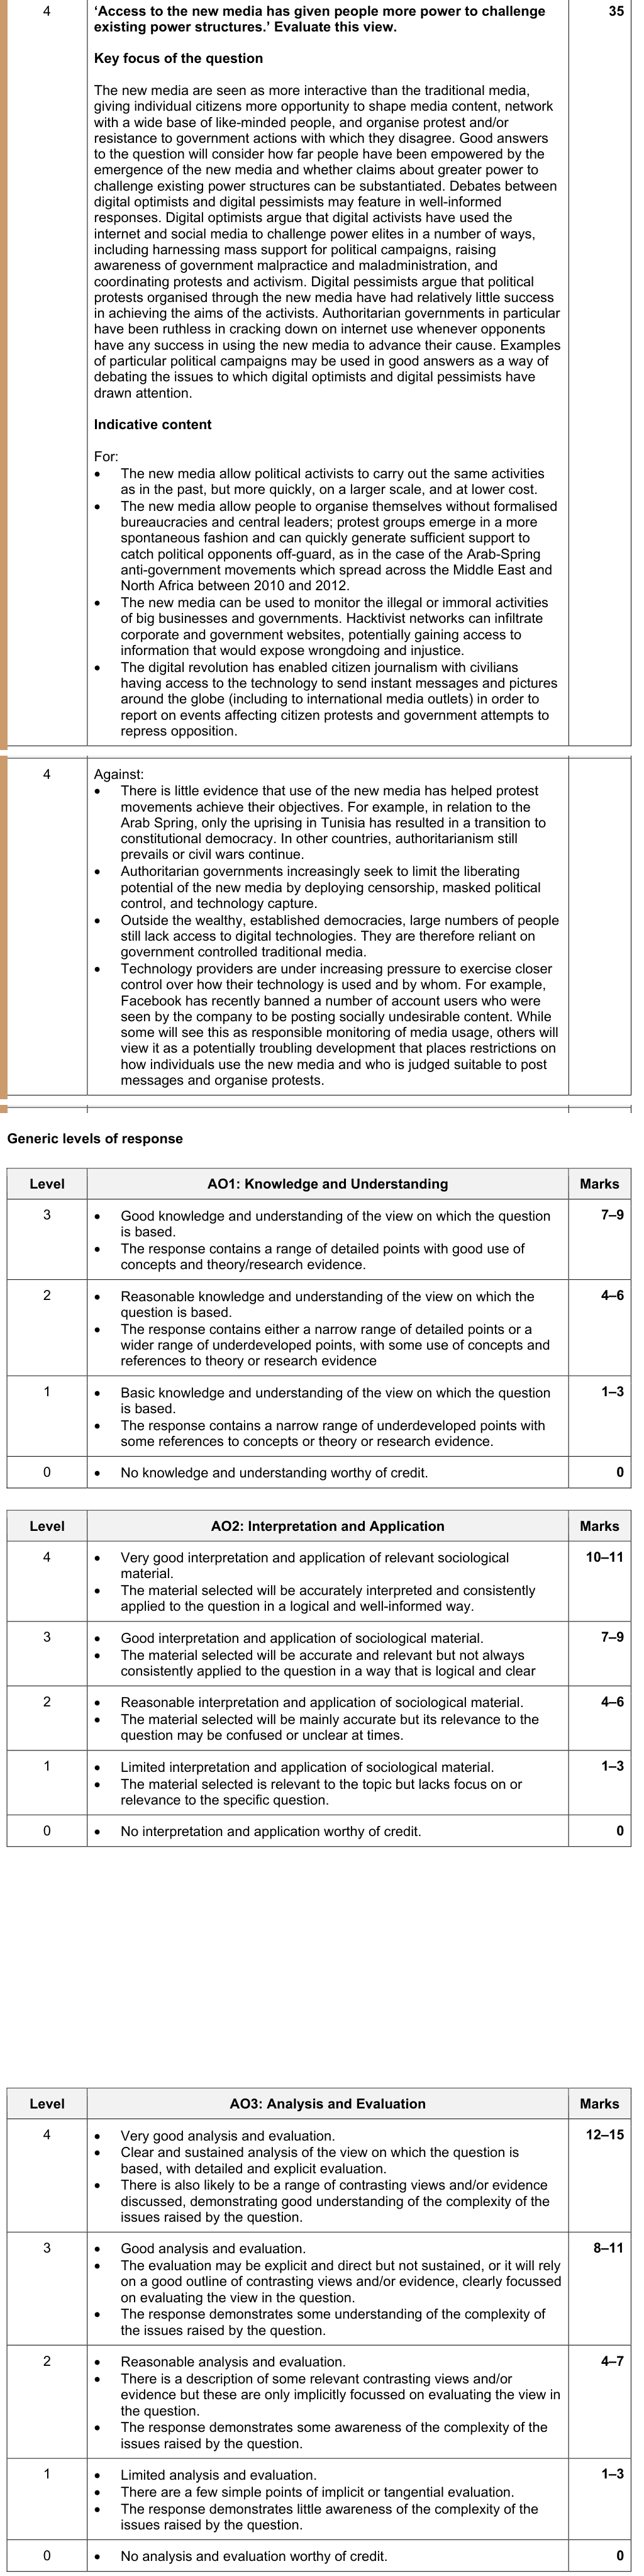 4
‘Access to the new media has given people more power to challenge
existing power structures.’ Evaluate this view.
35
Key focus of the question
The new media are seen as more interactive than the traditional media,
giving individual citizens more opportunity to shape media content, network
with a wide base of like-minded people, and organise protest and/or
resistance to government actions with which they disagree. Good answers
to the question will consider how far people have been empowered by the
emergence of the new media and whether claims about greater power to
challenge existing power structures can be substantiated. Debates between
digital optimists and digital pessimists may feature in well-informed
responses. Digital optimists argue that digital activists have used the
internet and social media to challenge power elites in a number of ways,
including harnessing mass support for political campaigns, raising
awareness of government malpractice and maladministration, and
coordinating protests and activism. Digital pessimists argue that political
protests organised through the new media have had relatively little success
in achieving the aims of the activists. Authoritarian governments in particular
have been ruthless in cracking down on internet use whenever opponents
have any success in using the new media to advance their cause. Examples
of particular political campaigns may be used in good answers as a way of
debating the issues to which digital optimists and digital pessimists have
drawn attention.
Indicative content
For:
• The new media allow political activists to carry out the same activities
as in the past, but more quickly, on a larger scale, and at lower cost.
• The new media allow people to organise themselves without formalised
bureaucracies and central leaders; protest groups emerge in a more
spontaneous fashion and can quickly generate sufficient support to
catch political opponents off-guard, as in the case of the Arab-Spring
anti-government movements which spread across the Middle East and
North Africa between 2010 and 2012.
• The new media can be used to monitor the illegal or immoral activities
of big businesses and governments. Hacktivist networks can infiltrate
corporate and government websites, potentially gaining access to
information that would expose wrongdoing and injustice.
• The digital revolution has enabled citizen journalism with civilians
having access to the technology to send instant messages and pictures
around the globe (including to international media outlets) in order to
report on events affecting citizen protests and government attempts to
repress opposition.
4
Against:
• There is little evidence that use of the new media has helped protest
movements achieve their objectives. For example, in relation to the
Arab Spring, only the uprising in Tunisia has resulted in a transition to
constitutional democracy. In other countries, authoritarianism still
prevails or civil wars continue.
• Authoritarian governments increasingly seek to limit the liberating
potential of the new media by deploying censorship, masked political
control, and technology capture.
• Outside the wealthy, established democracies, large numbers of people
still lack access to digital technologies. They are therefore reliant on
government controlled traditional media.
• Technology providers are under increasing pressure to exercise closer
control over how their technology is used and by whom. For example,
Facebook has recently banned a number of account users who were
seen by the company to be posting socially undesirable content. While
some will see this as responsible monitoring of media usage, others will
view it as a potentially troubling development that places restrictions on
how individuals use the new media and who is judged suitable to post
messages and organise protests.
Generic levels of response
Level AO1: Knowledge and Understanding Marks
3 • Good knowledge and understanding of the view on which the question 7–9
is based.
• The response contains a range of detailed points with good use of
concepts and theory/research evidence.
2 • Reasonable knowledge and understanding of the view on which the 4–6
question is based.
• The response contains either a narrow range of detailed points or a
wider range of underdeveloped points, with some use of concepts and
references to theory or research evidence
1 • Basic knowledge and understanding of the view on which the question 1–3
is based.
• The response contains a narrow range of underdeveloped points with
some references to concepts or theory or research evidence.
0 • No knowledge and understanding worthy of credit. 0
Level AO2: Interpretation and Application Marks
4 • Very good interpretation and application of relevant sociological 10–11
material.
• The material selected will be accurately interpreted and consistently
applied to the question in a logical and well-informed way.
3 • Good interpretation and application of sociological material. 7–9
• The material selected will be accurate and relevant but not always
consistently applied to the question in a way that is logical and clear
2 • Reasonable interpretation and application of sociological material. 4–6
• The material selected will be mainly accurate but its relevance to the
question may be confused or unclear at times.
1 • Limited interpretation and application of sociological material. 1–3
• The material selected is relevant to the topic but lacks focus on or
relevance to the specific question.
0 • No interpretation and application worthy of credit. 0
Level AO3: Analysis and Evaluation Marks
4 • Very good analysis and evaluation. 12–15
• Clear and sustained analysis of the view on which the question is
based, with detailed and explicit evaluation.
• There is also likely to be a range of contrasting views and/or evidence
discussed, demonstrating good understanding of the complexity of the
issues raised by the question.
3 • Good analysis and evaluation. 8–11
• The evaluation may be explicit and direct but not sustained, or it will rely
on a good outline of contrasting views and/or evidence, clearly focussed
on evaluating the view in the question.
• The response demonstrates some understanding of the complexity of
the issues raised by the question.
2 • Reasonable analysis and evaluation. 4–7
• There is a description of some relevant contrasting views and/or
evidence but these are only implicitly focussed on evaluating the view in
the question.
• The response demonstrates some awareness of the complexity of the
issues raised by the question.
1 • Limited analysis and evaluation. 1–3
• There are a few simple points of implicit or tangential evaluation.
• The response demonstrates little awareness of the complexity of the
issues raised by the question.
0 • No analysis and evaluation worthy of credit. 0